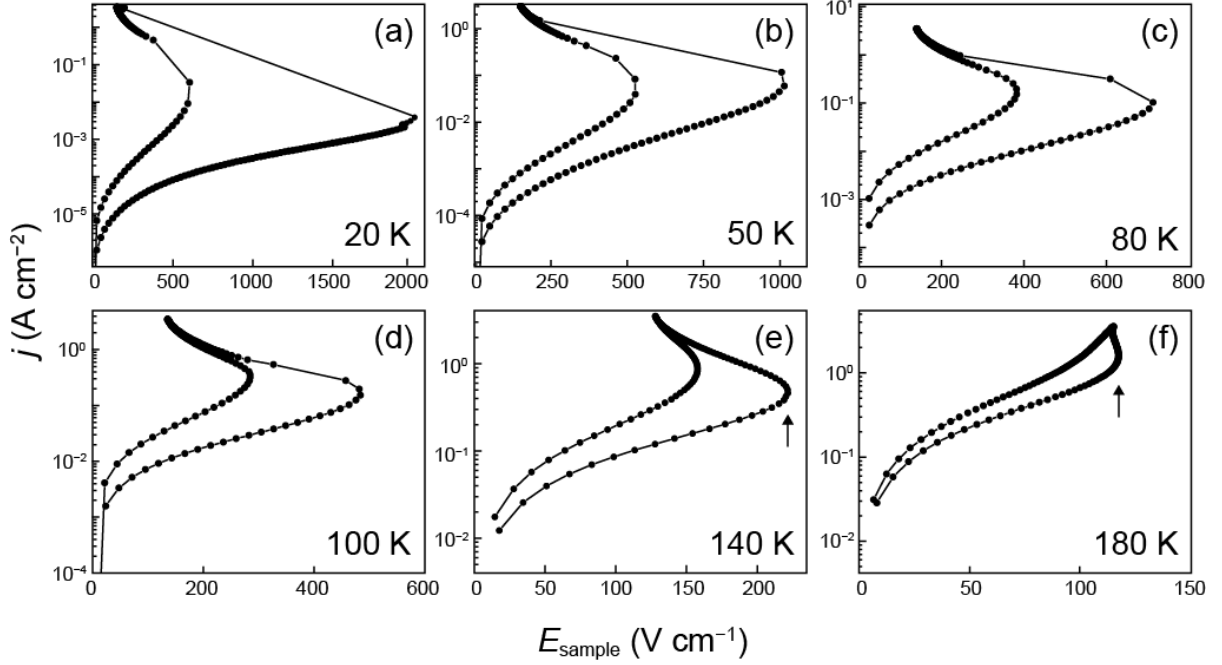 (a)
10⁻¹
10⁻³
10⁻⁵
20 K
0 500 1000 1500 2000
(b)
10⁰
10⁻²
10⁻⁴
50 K
0 250 500 750 1000
(c)
10¹
10⁻¹
10⁻³
80 K
0 200 400 600 800
j (A cm⁻²)
(d)
10⁰
10⁻²
10⁻⁴
100 K
0 200 400 600
(e)
10⁰
10⁻¹
10⁻²
140 K
0 50 100 150 200
(f)
10⁰
10⁻¹
10⁻²
180 K
0 50 100 150
E_sample (V cm⁻¹)